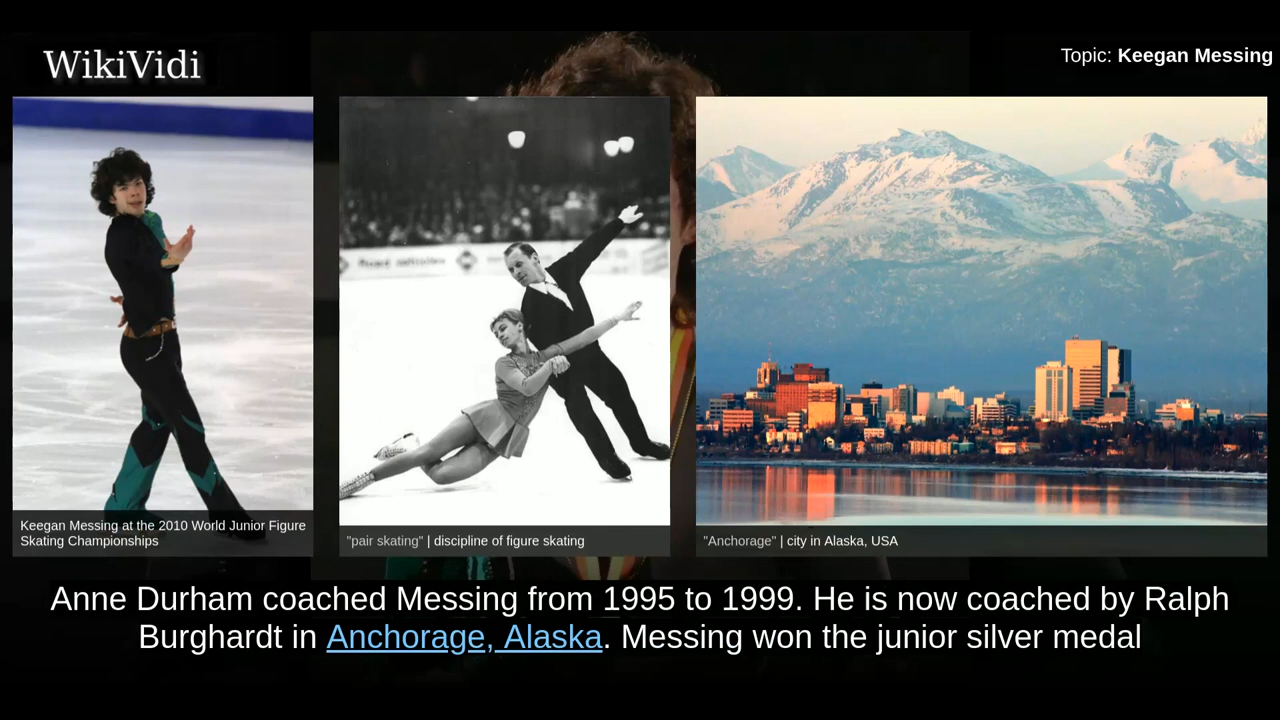 WikiVidi
Topic: Keegan Messing
Road vehicles
Keegan Messing at the 2010 World Junior Figure
Skating Championships
"pair skating" | discipline of figure skating
"Anchorage" | city in Alaska, USA
Anne Durham coached Messing from 1995 to 1999. He is now coached by Ralph
Burghardt in Anchorage, Alaska. Messing won the junior silver medal